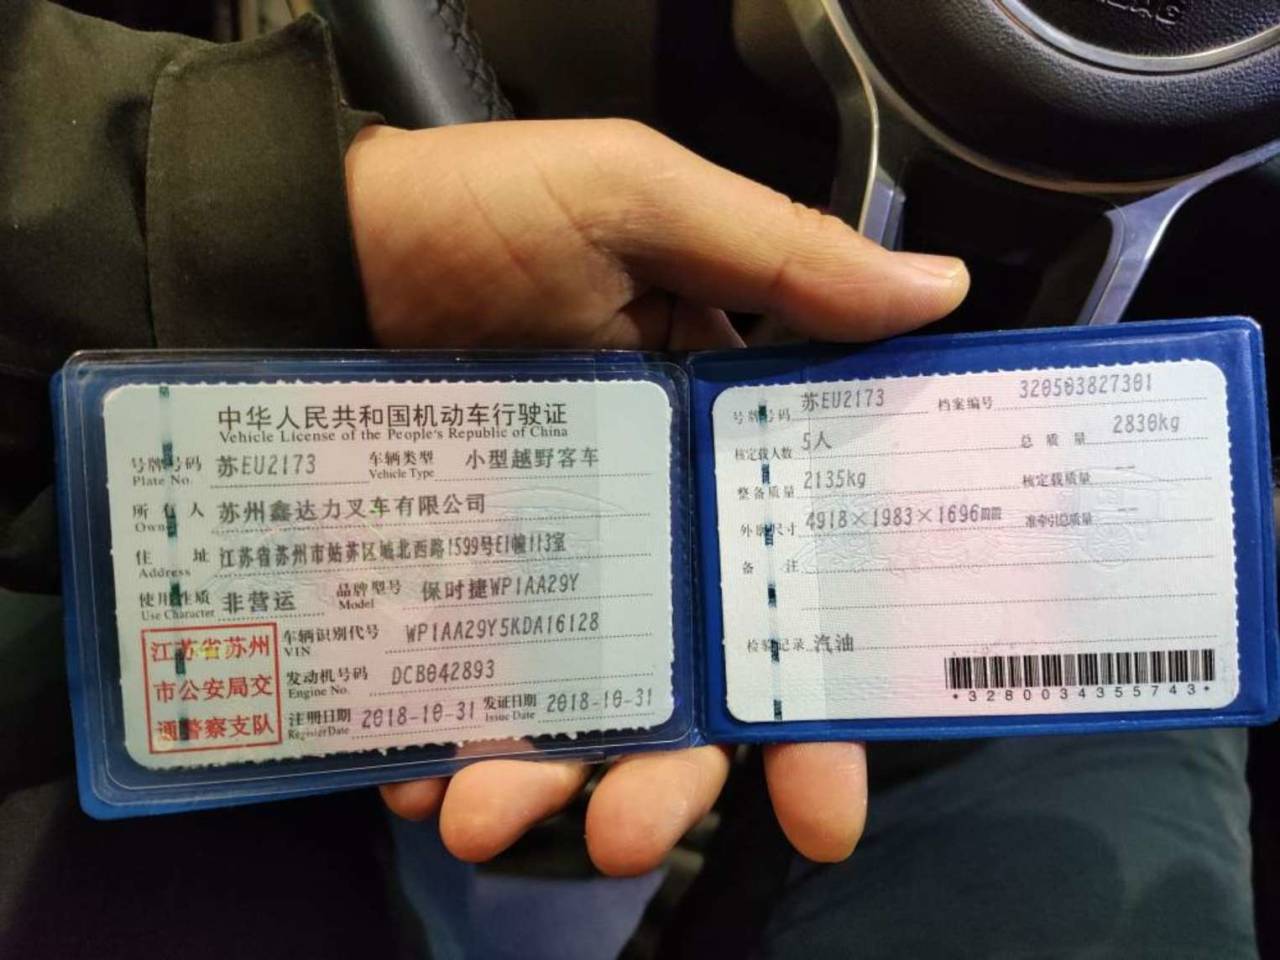 中华人民共和国机动车行驶证
Vehicle License of the People's Republic of China
号牌号码 苏EU2173 车辆类型 小型越野客车
Plate No. Vehicle Type
所有人 苏州鑫达力叉车有限公司
Owner
住址 江苏省苏州市姑苏区城北西路1599号E1幢113室
Address
使用性质 非营运 品牌型号 保时捷WP1AA29Y
Use Character Model
江苏省苏州
市公安局交
通警察支队
车辆识别代号 WP1AA29Y5KDA16128
VIN
发动机号码 DCB042893
Engine No.
注册日期 2018-10-31 发证日期 2018-10-31
Register Date Issue Date
号牌号码 苏EU2173 档案编号 320503827301
核定载人数 5人 总质量 2830kg
整备质量 2135kg 核定载质量 --
外廓尺寸 4918×1983×1696mm 准牵引总质量 --
备注
检验记录 汽油
*3280034355743*